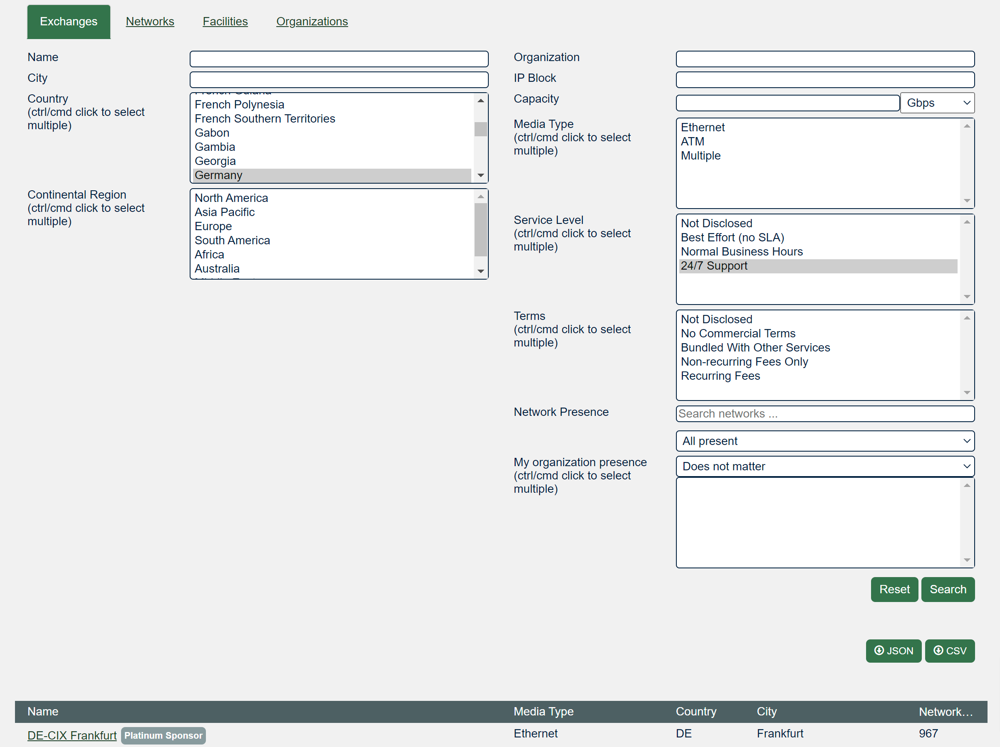 Exchanges Networks Facilities Organizations
Name
City
Country
(ctrl/cmd click to select
multiple)
French Polynesia
French Southern Territories
Gabon
Gambia
Georgia
Germany
Continental Region
(ctrl/cmd click to select
multiple)
North America
Asia Pacific
Europe
South America
Africa
Australia
Organization
IP Block
Capacity
Gbps
Media Type
(ctrl/cmd click to select
multiple)
Ethernet
ATM
Multiple
Service Level
(ctrl/cmd click to select
multiple)
Not Disclosed
Best Effort (no SLA)
Normal Business Hours
24/7 Support
Terms
(ctrl/cmd click to select
multiple)
Not Disclosed
No Commercial Terms
Bundled With Other Services
Non-recurring Fees Only
Recurring Fees
Network Presence
Search networks ...
All present
My organization presence
(ctrl/cmd click to select
multiple)
Does not matter
Reset Search
JSON CSV
Name Media Type Country City Network…
DE-CIX Frankfurt Platinum Sponsor Ethernet DE Frankfurt 967